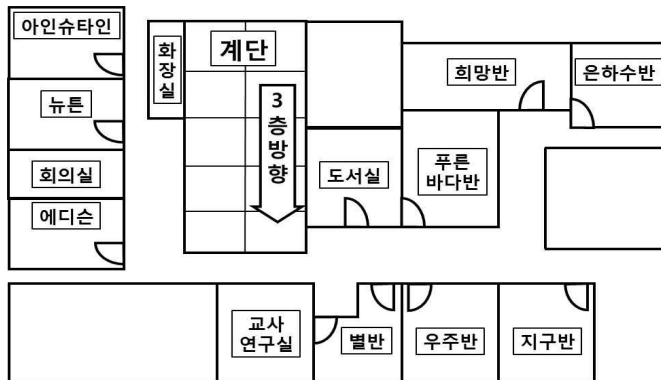 아인슈타인
뉴튼
회의실
에디슨
화
장
실
계단
3
층
방
향
도서실
희망반
은하수반
푸른
바다반
교사
연구실
별반
우주반
지구반